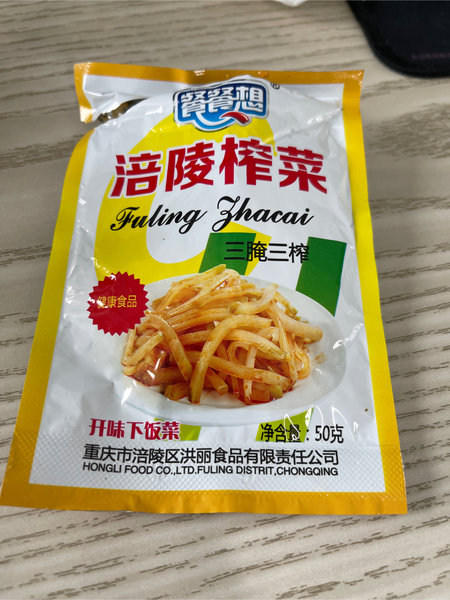 餐餐想
®
涪陵榨菜
Fuling Zhacai
三腌三榨
健康食品
开味下饭菜
净含量：50克
重庆市涪陵区洪丽食品有限责任公司
HONGLI FOOD CO.,LTD.FULING DISTRIT,CHONGQING